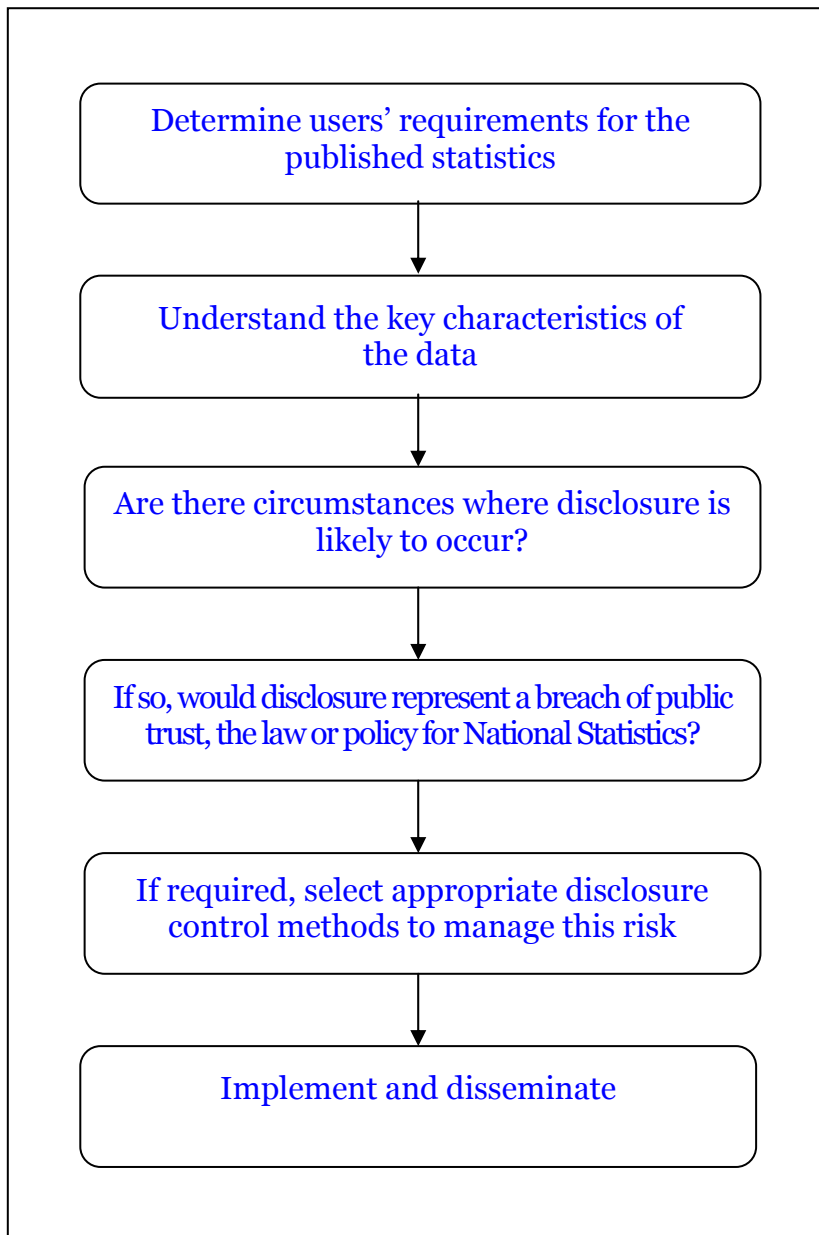 Determine users’ requirements for the
published statistics
Understand the key characteristics of
the data
Are there circumstances where disclosure is
likely to occur?
If so, would disclosure represent a breach of public
trust, the law or policy for National Statistics?
If required, select appropriate disclosure
control methods to manage this risk
Implement and disseminate